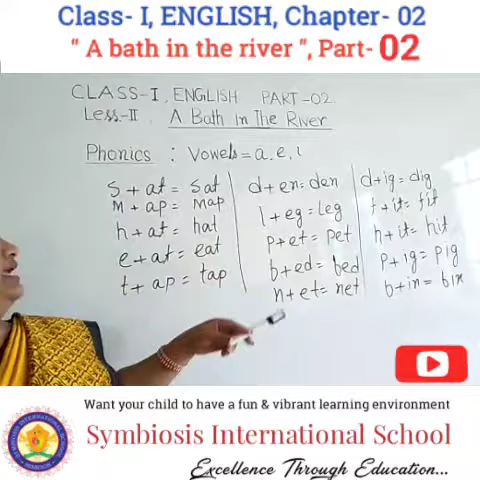 Class- I, ENGLISH, Chapter- 02
" A bath in the river ", Part- 02
CLASS-I, ENGLISH PART-02.
LESS.-II. A BATH IN THE RIVER
Phonics : Vowels = a, e, i
s + at = sat
m + ap = map
h + at = hat
e + at = eat
t + ap = tap
d + en = den
l + eg = leg
p + et = pet
b + ed = bed
n + et = net
d + ig = dig
f + it = fit
h + it = hit
p + ig = pig
Want your child to have a fun & vibrant learning environment
Symbiosis International School
Excellence Through Education...